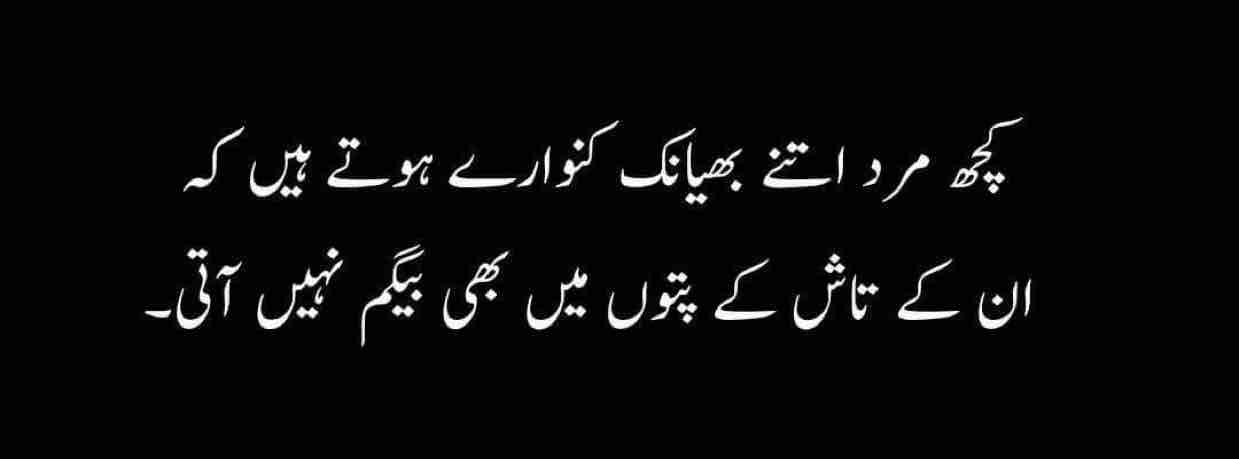 کچھ مرد اتنے بھیانک کنوارے ہوتے ہیں کہ
ان کے تاش کے پتوں میں بھی بیگم نہیں آتی۔